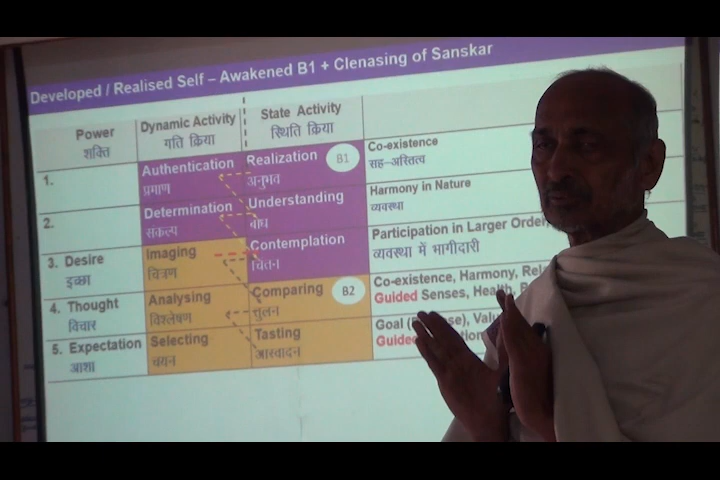 Developed / Realised Self – Awakened B1 + Clenasing of Sanskar
Power
शक्ति
Dynamic Activity
गति क्रिया
State Activity
स्थिति क्रिया
1.
Authentication
प्रमाण
Realization
अनुभव
B1
Co-existence
सह-अस्तित्व
2.
Determination
संकल्प
Understanding
बोध
Harmony in Nature
व्यवस्था
3. Desire
इच्छा
Imaging
चित्रण
Contemplation
चिंतन
Participation in Larger Order,
व्यवस्था में भागीदारी
4. Thought
विचार
Analysing
विश्लेषण
Comparing
तुलन
B2
Co-existence, Harmony,
Guided Senses,
5. Expectation
आशा
Selecting
चयन
Tasting
आस्वादन
Goal